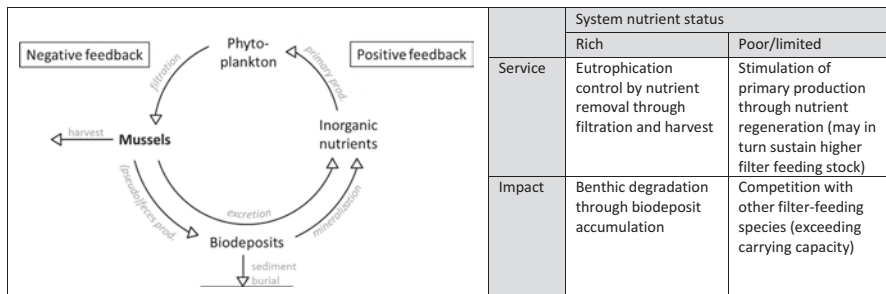 Negative feedback
Phyto-
plankton
Positive feedback
filtration
primary prod.
harvest
Mussels
Inorganic
nutrients
(pseudo)feces prod.
excretion
mineralization
Biodeposits
sediment
burial
System nutrient status
Rich
Poor/limited
Service
Eutrophication
control by nutrient
removal through
filtration and harvest
Stimulation of
primary production
through nutrient
regeneration (may in
turn sustain higher
filter feeding stock)
Impact
Benthic degradation
through biodeposit
accumulation
Competition with
other filter-feeding
species (exceeding
carrying capacity)